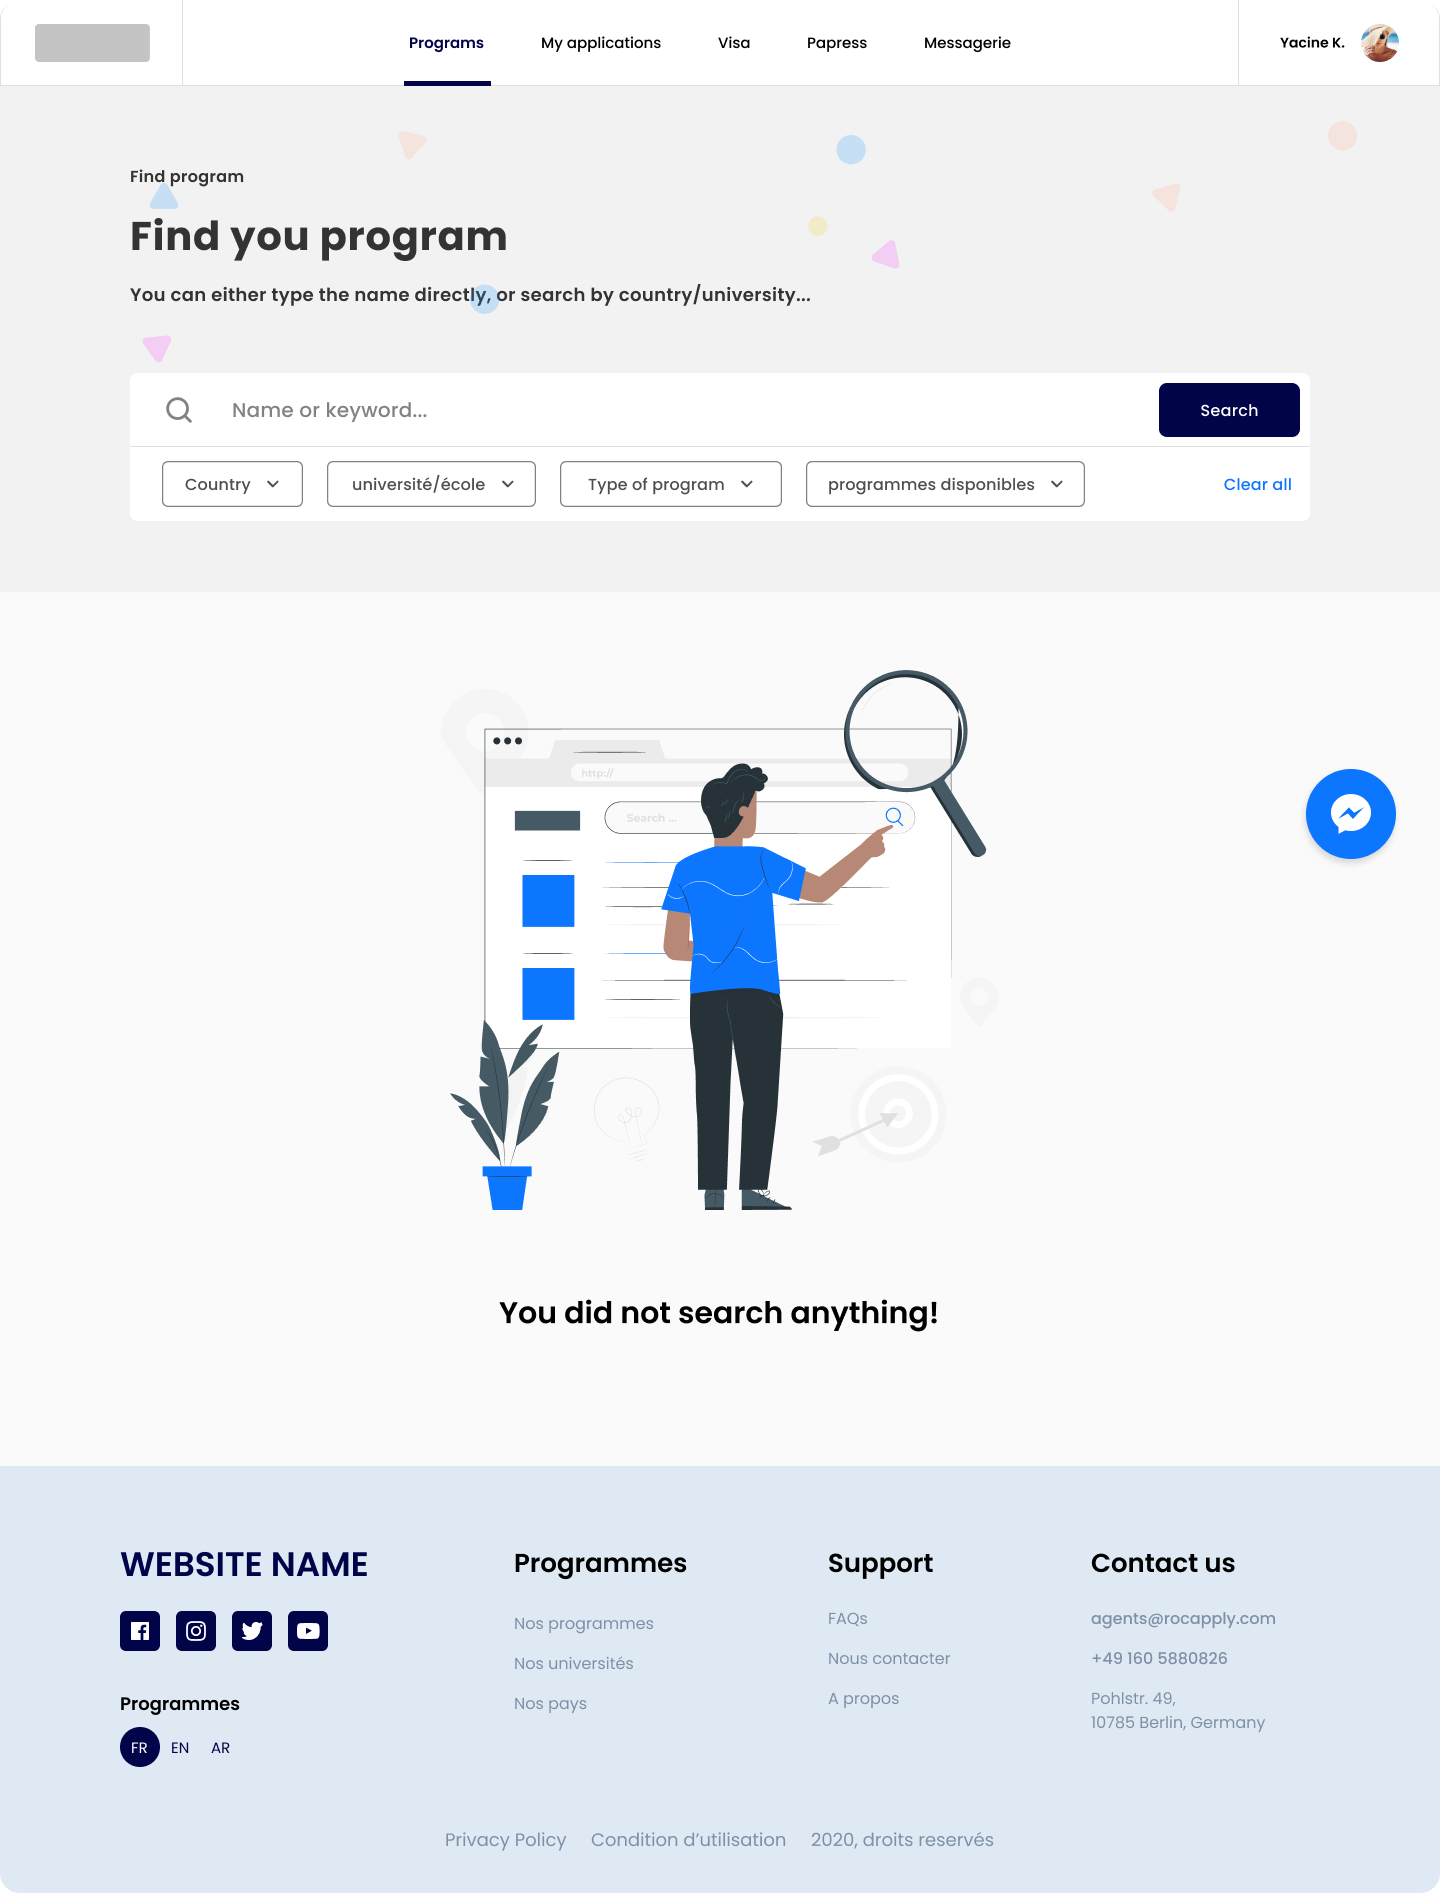 Programs
My applications
Visa
Papress
Messagerie
Yacine K.
Find program
Find you program
You can either type the name directly, or search by country/university...
Name or keyword...
Search
Country
université/école
Type of program
programmes disponibles
Clear all
http://
Search ...
You did not search anything!
WEBSITE NAME
Programmes
FR
EN
AR
Programmes
Nos programmes
Nos universités
Nos pays
Support
FAQs
Nous contacter
A propos
Contact us
agents@rocapply.com
+49 160 5880826
Pohlstr. 49,
10785 Berlin, Germany
Privacy Policy
Condition d’utilisation
2020, droits reservés